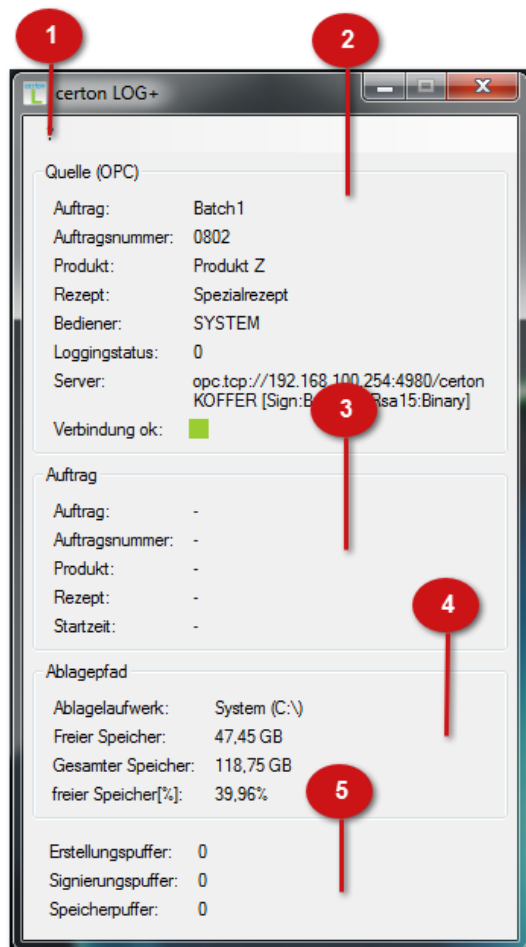 1
2
certon LOG+
?
Quelle (OPC)
Auftrag: Batch1
Auftragsnummer: 0802
Produkt: Produkt Z
Rezept: Spezialrezept
Bediener: SYSTEM
Loggingstatus: 0
Server: opc.tcp://192.168.100.254:4980/certon
KOFFER [Sign: Rsa15:Binary]
3
Verbindung ok:
Auftrag
Auftrag: -
Auftragsnummer: -
Produkt: -
Rezept: -
Startzeit: -
4
Ablagepfad
Ablagelaufwerk: System (C:\)
Freier Speicher: 47,45 GB
Gesamter Speicher: 118,75 GB
freier Speicher[%]: 39,96%
5
Erstellungspuffer: 0
Signierungspuffer: 0
Speicherpuffer: 0